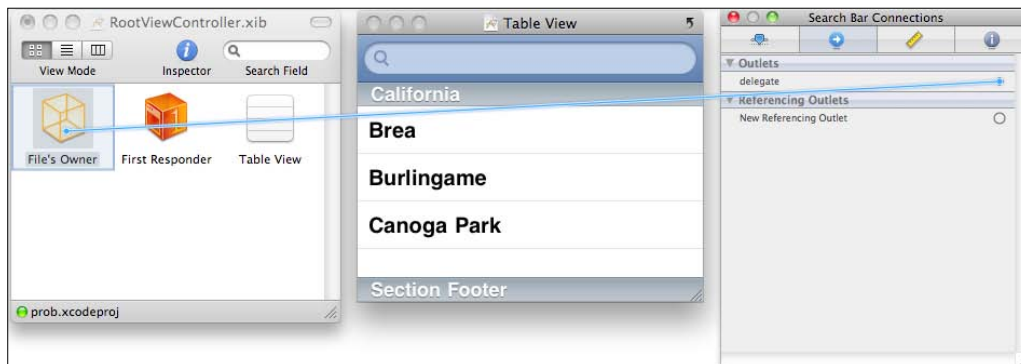 RootViewController.xib
View Mode
Inspector
Search Field
File's Owner
First Responder
Table View
prob.xcodeproj
Table View
California
Brea
Burlingame
Canoga Park
Section Footer
Search Bar Connections
Outlets
delegate
Referencing Outlets
New Referencing Outlet